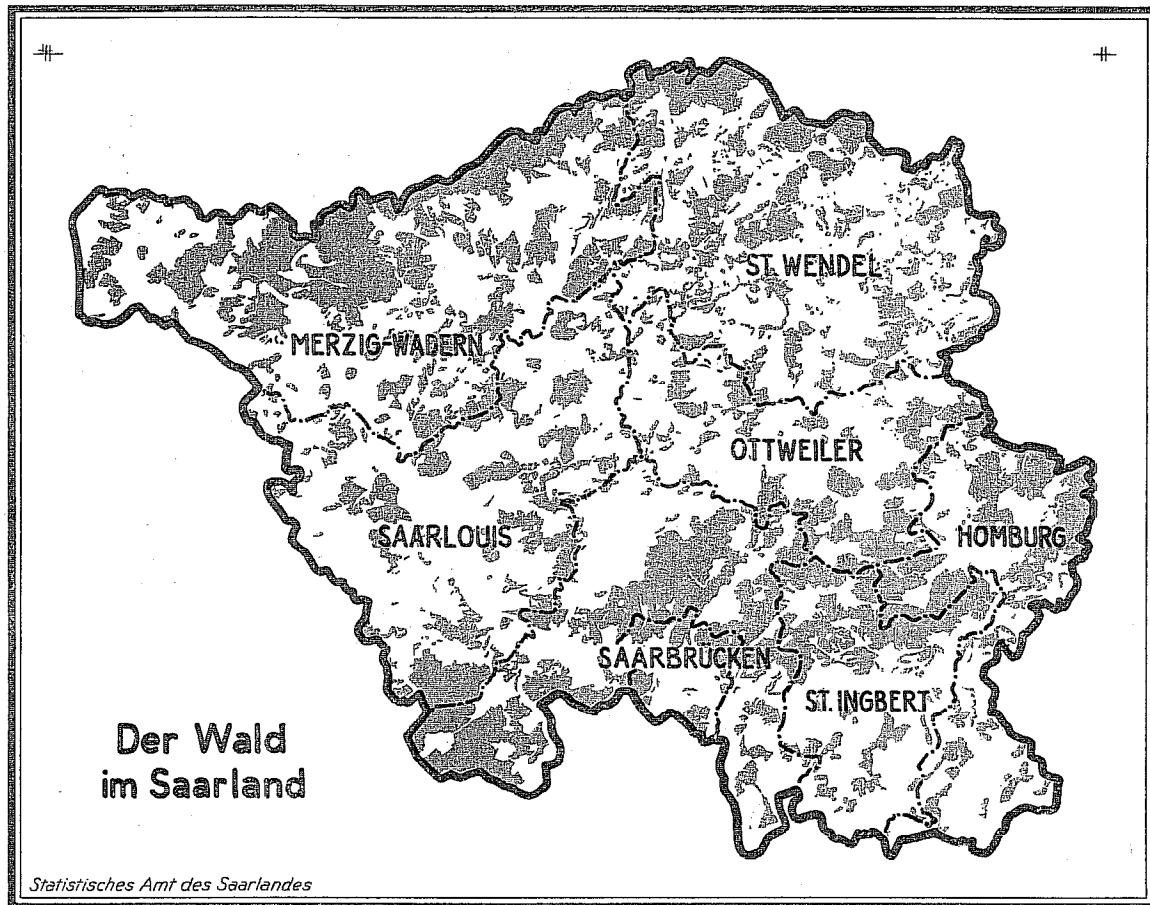 ST. WENDEL
MERZIG-WADERN
OTTWEILER
SAARLOUIS
HOMBURG
SAARBRÜCKEN
ST. INGBERT
Der Wald
im Saarland
Statistisches Amt des Saarlandes